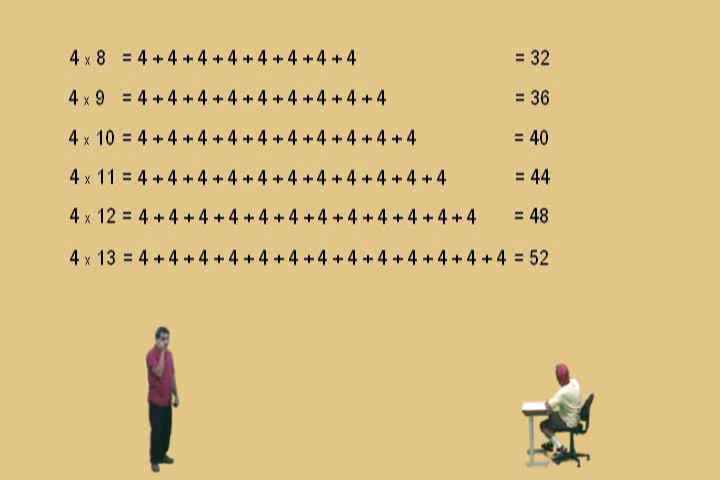 4 x 8 = 4 + 4 + 4 + 4 + 4 + 4 + 4 + 4 = 32
4 x 9 = 4 + 4 + 4 + 4 + 4 + 4 + 4 + 4 + 4 = 36
4 x 10 = 4 + 4 + 4 + 4 + 4 + 4 + 4 + 4 + 4 + 4 = 40
4 x 11 = 4 + 4 + 4 + 4 + 4 + 4 + 4 + 4 + 4 + 4 + 4 = 44
4 x 12 = 4 + 4 + 4 + 4 + 4 + 4 + 4 + 4 + 4 + 4 + 4 + 4 = 48
4 x 13 = 4 + 4 + 4 + 4 + 4 + 4 + 4 + 4 + 4 + 4 + 4 + 4 + 4 = 52